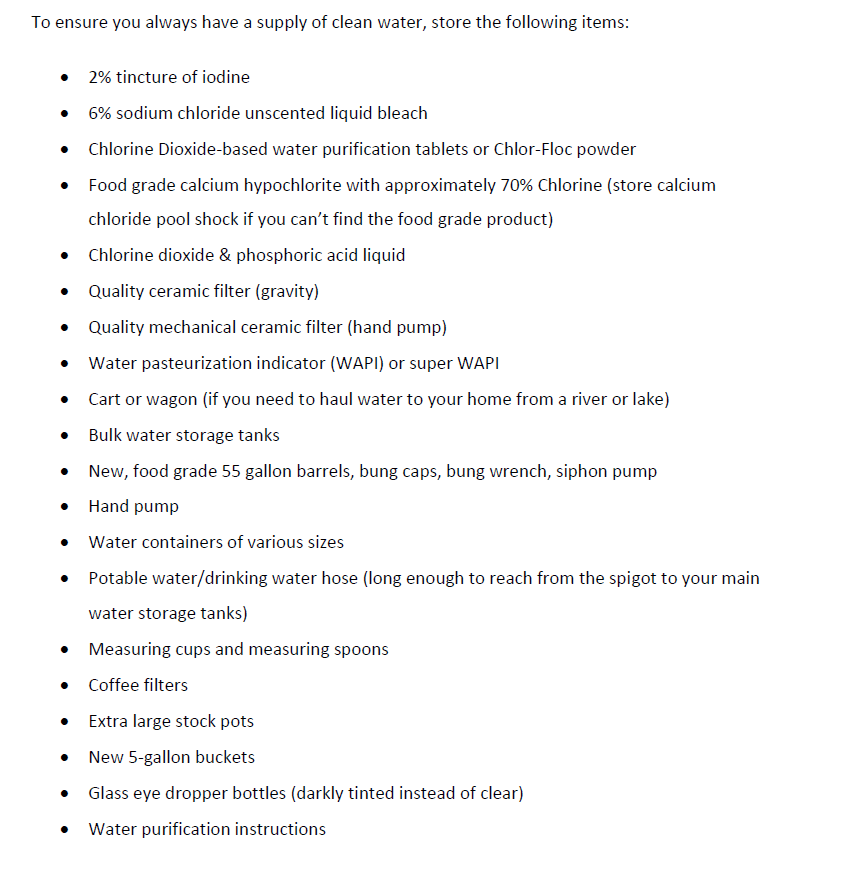 To ensure you always have a supply of clean water, store the following items:
• 2% tincture of iodine
• 6% sodium chloride unscented liquid bleach
• Chlorine Dioxide-based water purification tablets or Chlor-Floc powder
• Food grade calcium hypochlorite with approximately 70% Chlorine (store calcium
chloride pool shock if you can’t find the food grade product)
• Chlorine dioxide & phosphoric acid liquid
• Quality ceramic filter (gravity)
• Quality mechanical ceramic filter (hand pump)
• Water pasteurization indicator (WAPI) or super WAPI
• Cart or wagon (if you need to haul water to your home from a river or lake)
• Bulk water storage tanks
• New, food grade 55 gallon barrels, bung caps, bung wrench, siphon pump
• Hand pump
• Water containers of various sizes
• Potable water/drinking water hose (long enough to reach from the spigot to your main
water storage tanks)
• Measuring cups and measuring spoons
• Coffee filters
• Extra large stock pots
• New 5-gallon buckets
• Glass eye dropper bottles (darkly tinted instead of clear)
• Water purification instructions